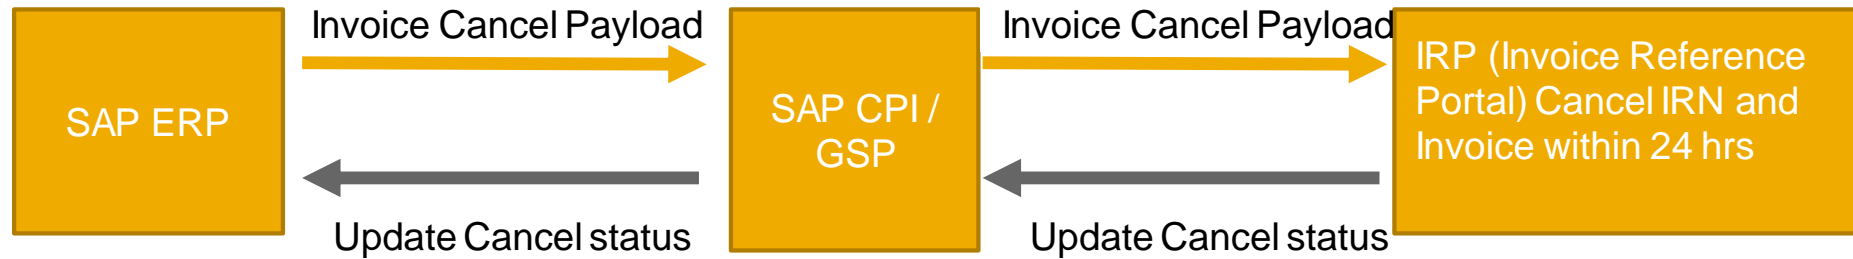 Invoice Cancel Payload
Invoice Cancel Payload
SAP ERP
SAP CPI /
GSP
IRP (Invoice Reference
Portal) Cancel IRN and
Invoice within 24 hrs
Update Cancel status
Update Cancel status